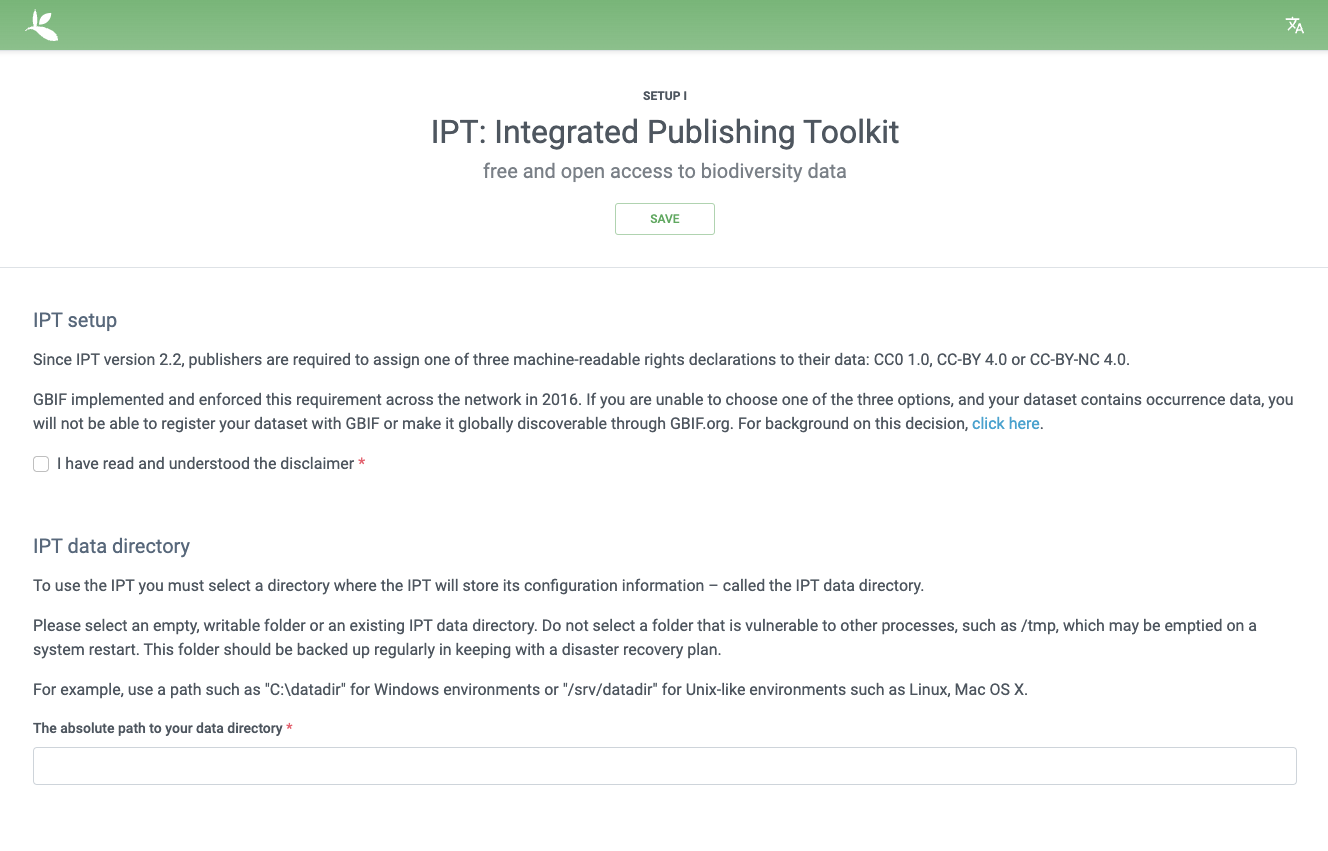 SETUP I
IPT: Integrated Publishing Toolkit
free and open access to biodiversity data
SAVE
IPT setup
Since IPT version 2.2, publishers are required to assign one of three machine-readable rights declarations to their data: CC0 1.0, CC-BY 4.0 or CC-BY-NC 4.0.
GBIF implemented and enforced this requirement across the network in 2016. If you are unable to choose one of the three options, and your dataset contains occurrence data, you
will not be able to register your dataset with GBIF or make it globally discoverable through GBIF.org. For background on this decision, click here.
I have read and understood the disclaimer *
IPT data directory
To use the IPT you must select a directory where the IPT will store its configuration information – called the IPT data directory.
Please select an empty, writable folder or an existing IPT data directory. Do not select a folder that is vulnerable to other processes, such as /tmp, which may be emptied on a
system restart. This folder should be backed up regularly in keeping with a disaster recovery plan.
For example, use a path such as "C:\datadir" for Windows environments or "/srv/datadir" for Unix-like environments such as Linux, Mac OS X.
The absolute path to your data directory *